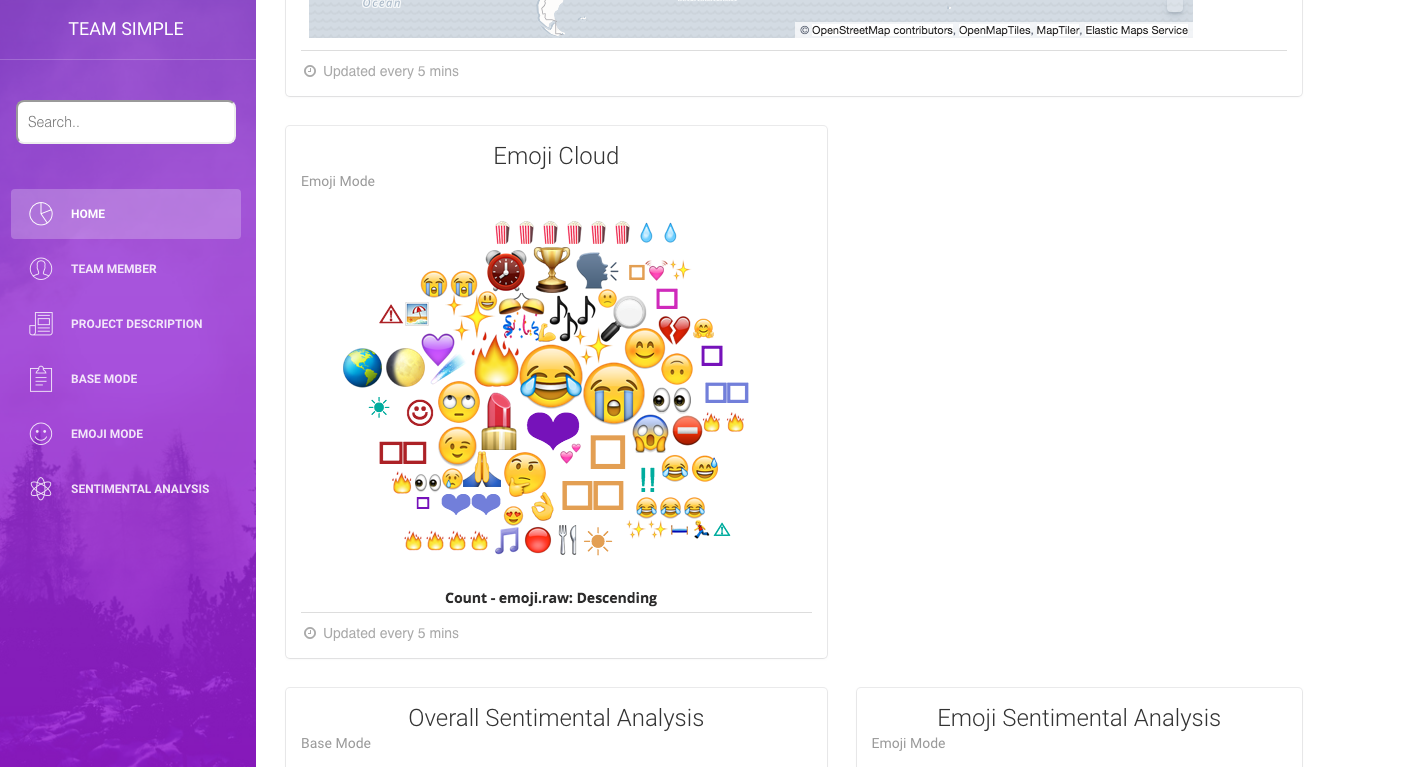 TEAM SIMPLE
Search..
HOME
TEAM MEMBER
PROJECT DESCRIPTION
BASE MODE
EMOJI MODE
SENTIMENTAL ANALYSIS
Ocean
© OpenStreetMap contributors, OpenMapTiles, MapTiler, Elastic Maps Service
Updated every 5 mins
Emoji Cloud
Emoji Mode
Count - emoji.raw: Descending
Updated every 5 mins
Overall Sentimental Analysis
Base Mode
Emoji Sentimental Analysis
Emoji Mode